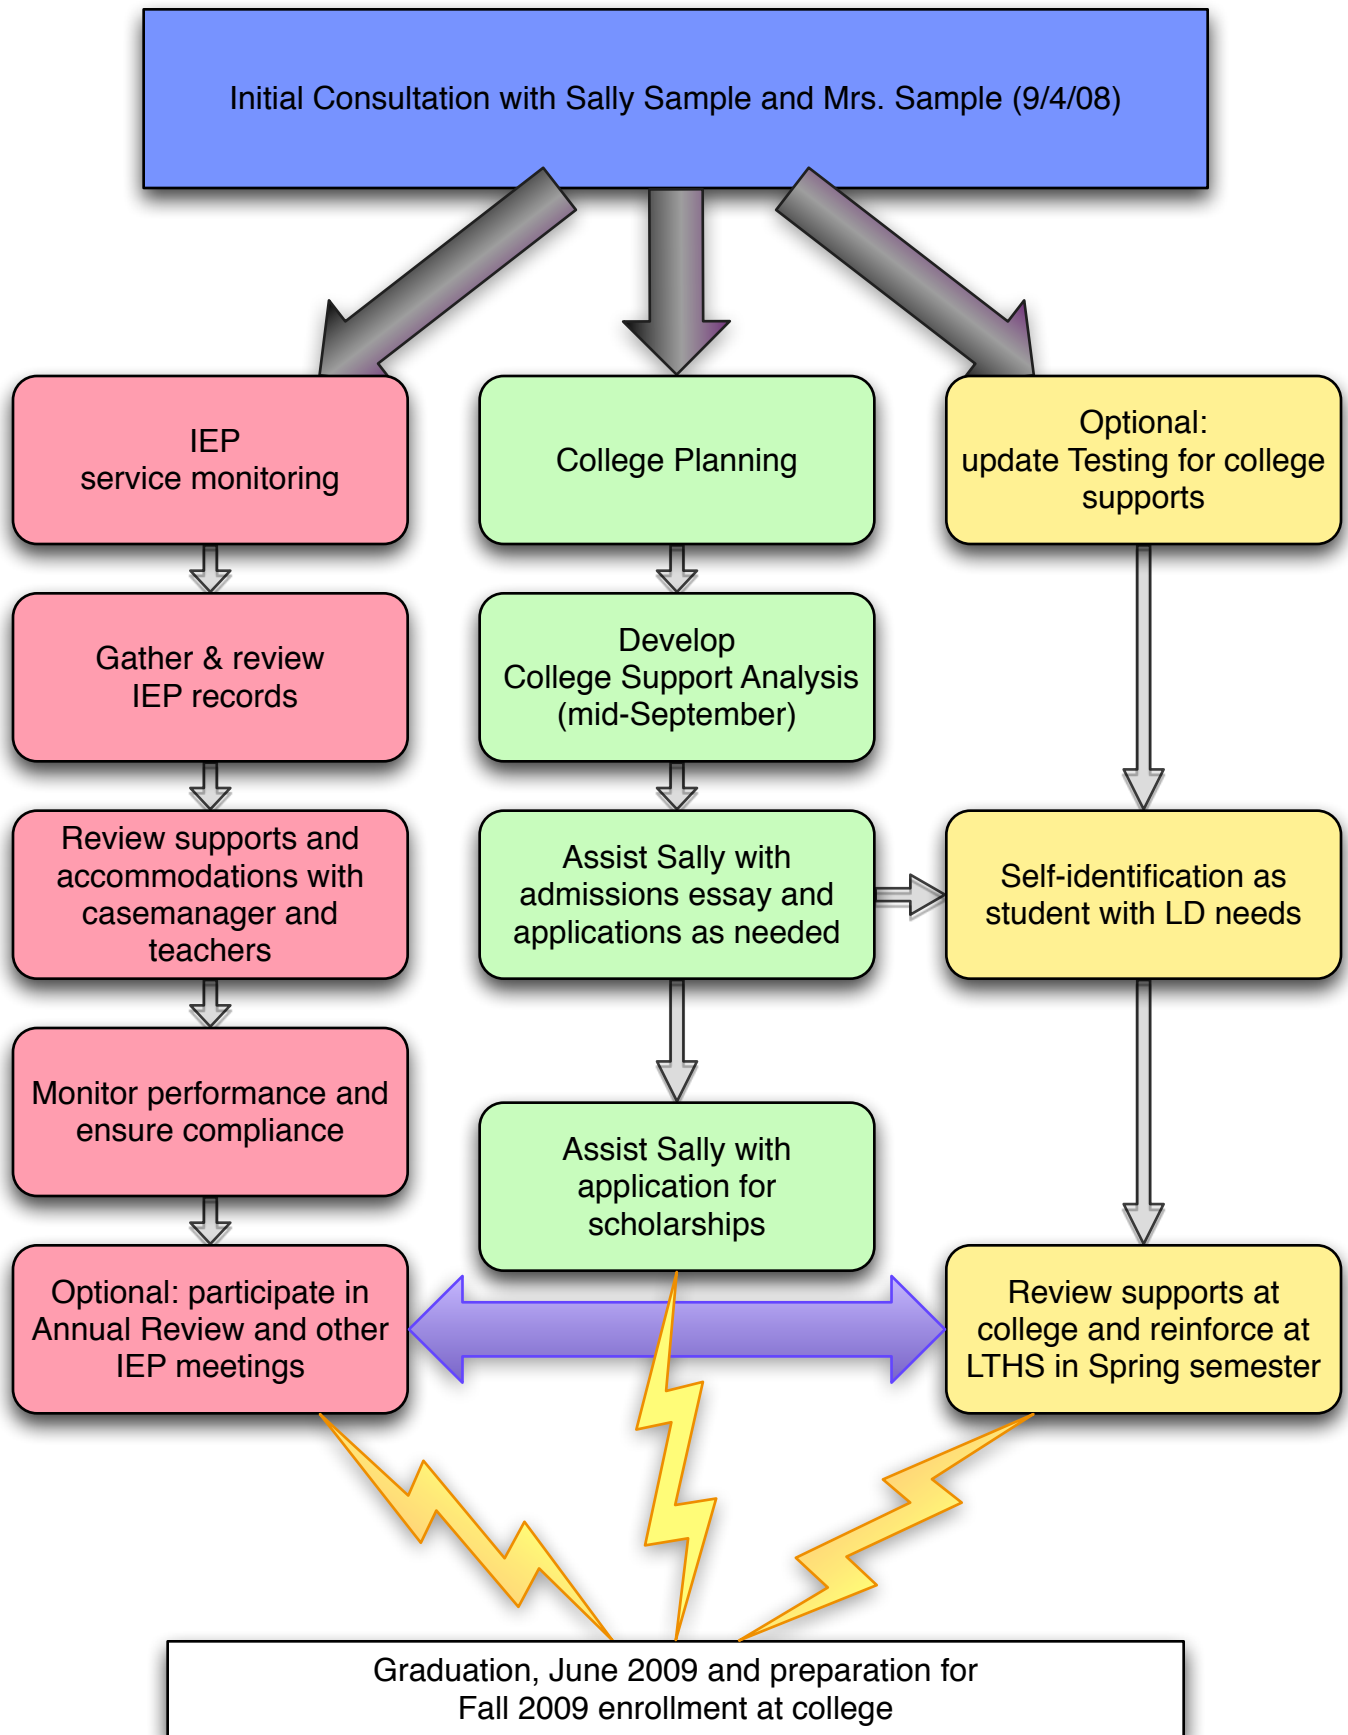 Initial Consultation with Sally Sample and Mrs. Sample (9/4/08)
IEP
service monitoring
College Planning
Optional:
update Testing for college
supports
Gather & review
IEP records
Develop
College Support Analysis
(mid-September)
Review supports and
accommodations with
casemanager and
teachers
Assist Sally with
admissions essay and
applications as needed
Self-identification as
student with LD needs
Monitor performance and
ensure compliance
Assist Sally with
application for
scholarships
Optional: participate in
Annual Review and other
IEP meetings
Review supports at
college and reinforce at
LTHS in Spring semester
Graduation, June 2009 and preparation for
Fall 2009 enrollment at college